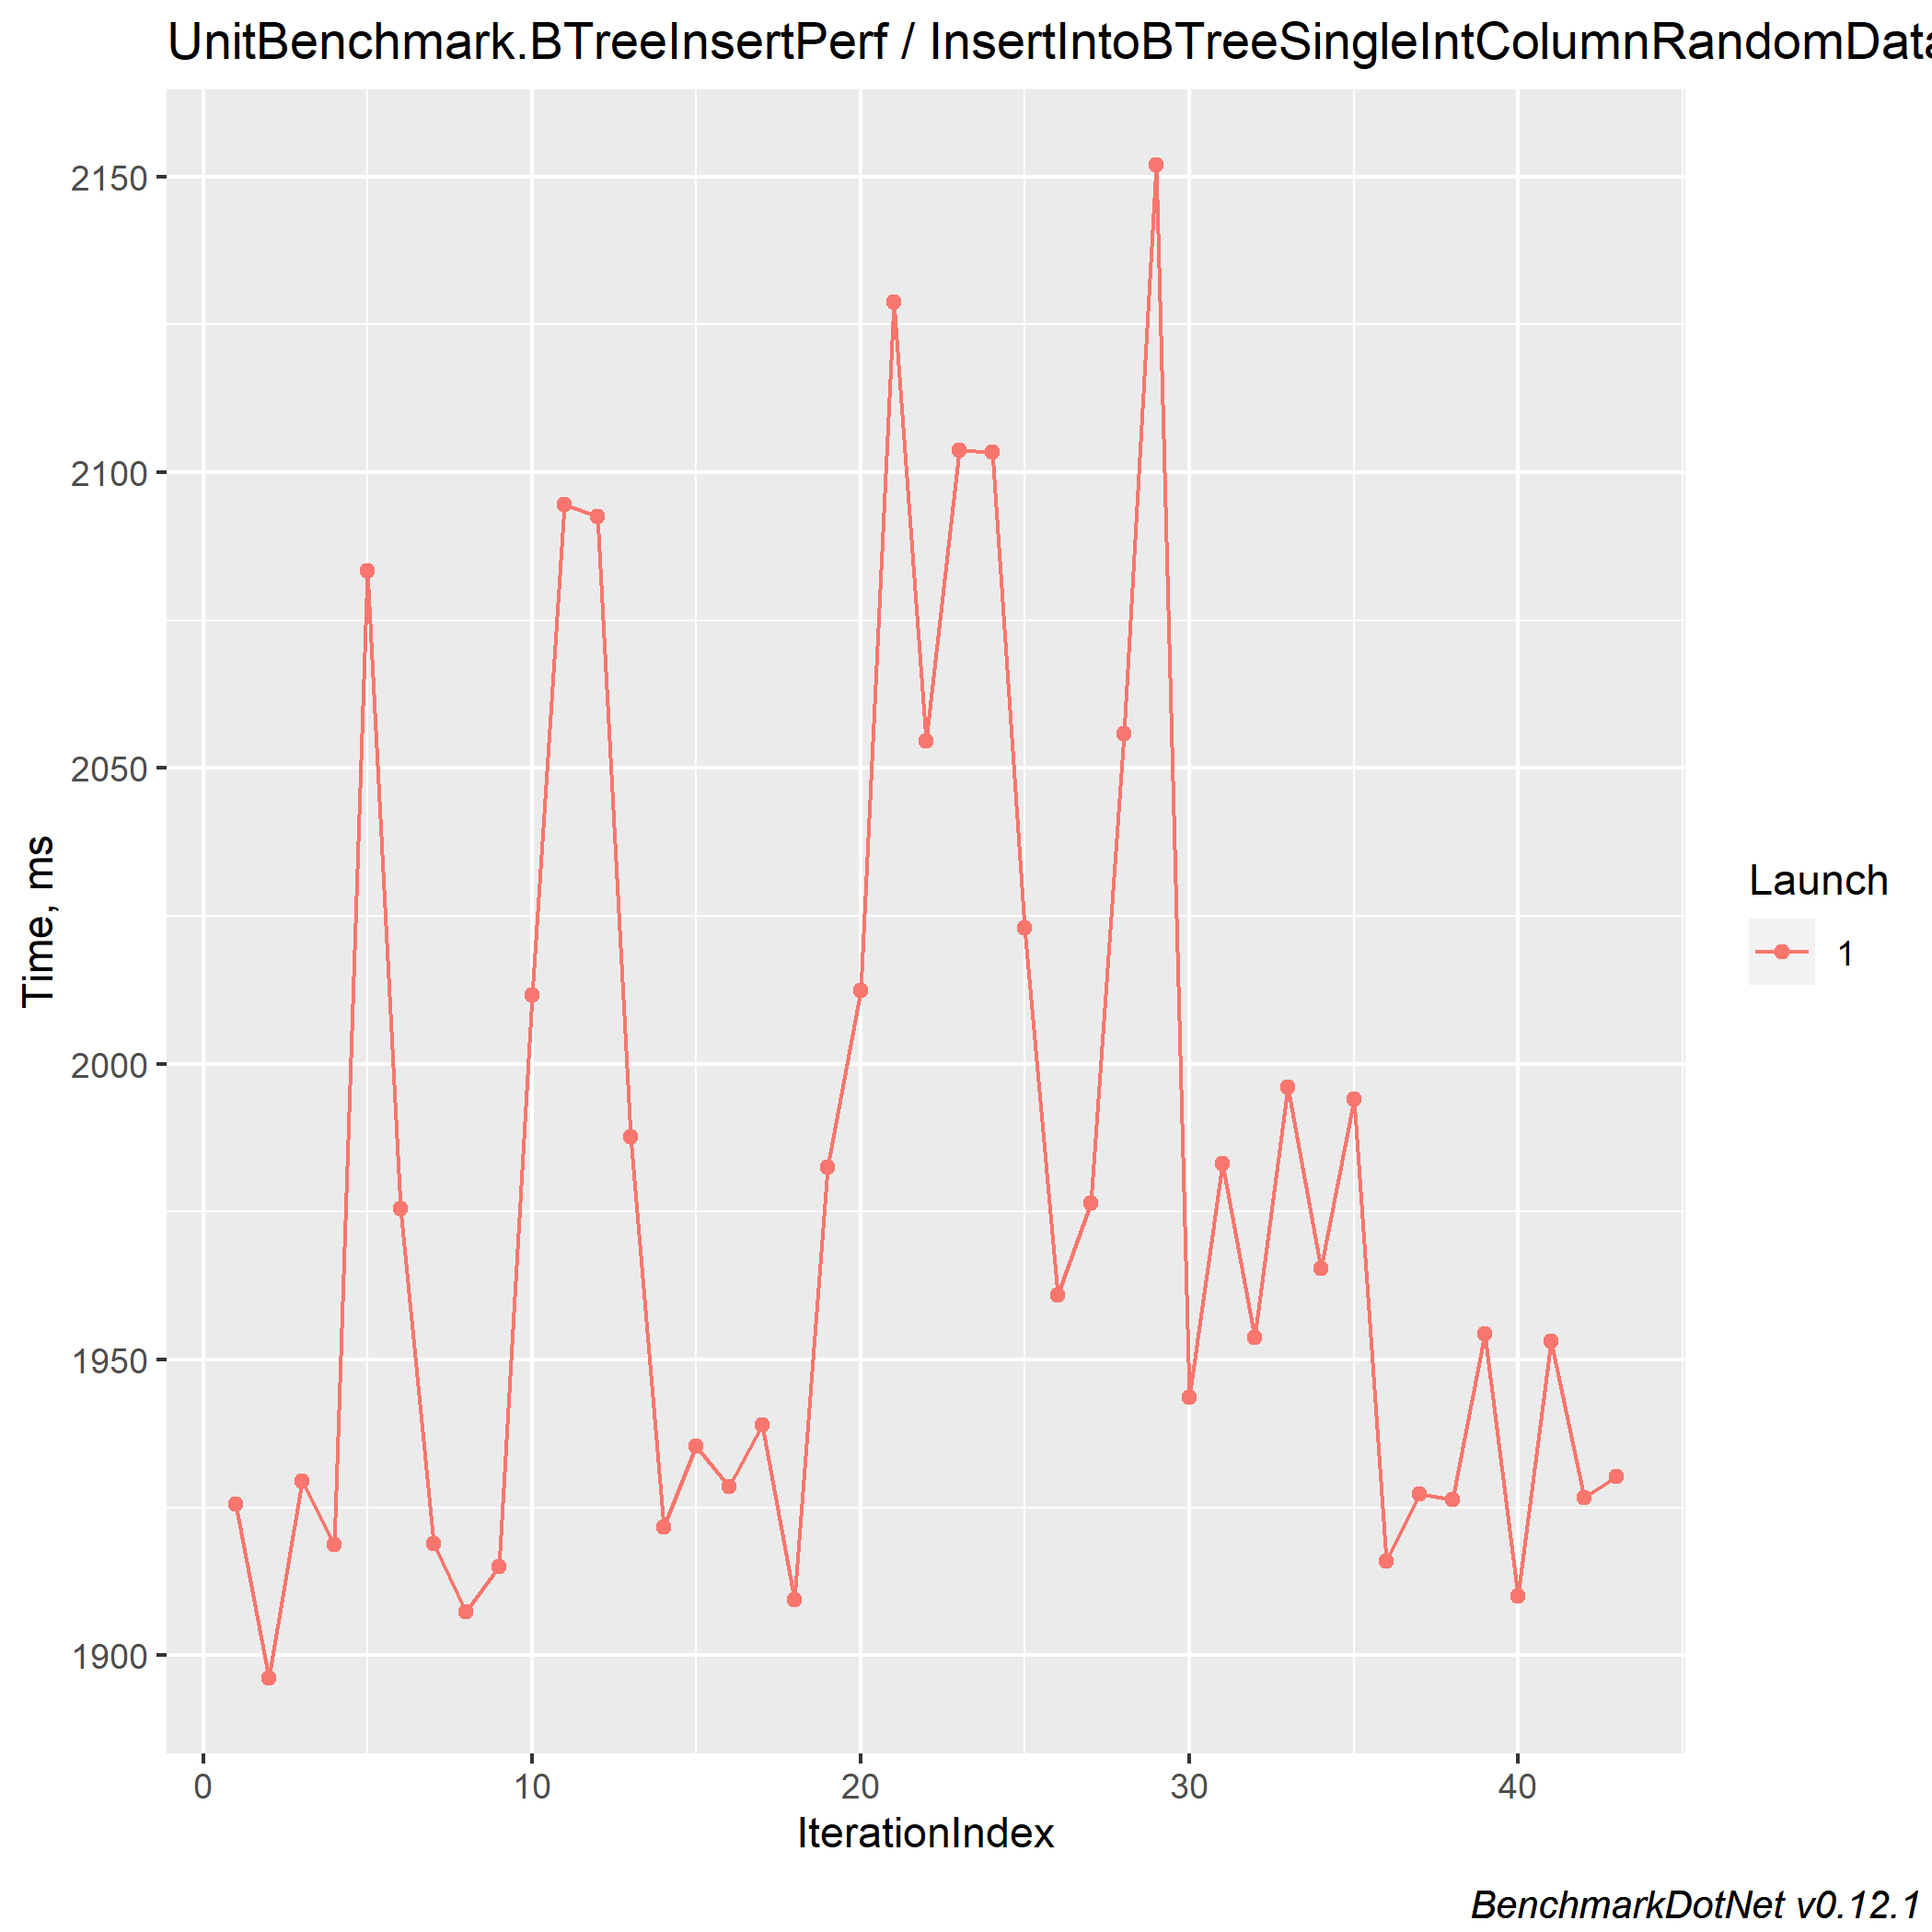 UnitBenchmark.BTreeInsertPerf / InsertIntoBTreeSingleIntColumnRandomData
2150
2100
2050
2000
1950
1900
Time, ms
0 10 20 30 40
IterationIndex
Launch
1
BenchmarkDotNet v0.12.1